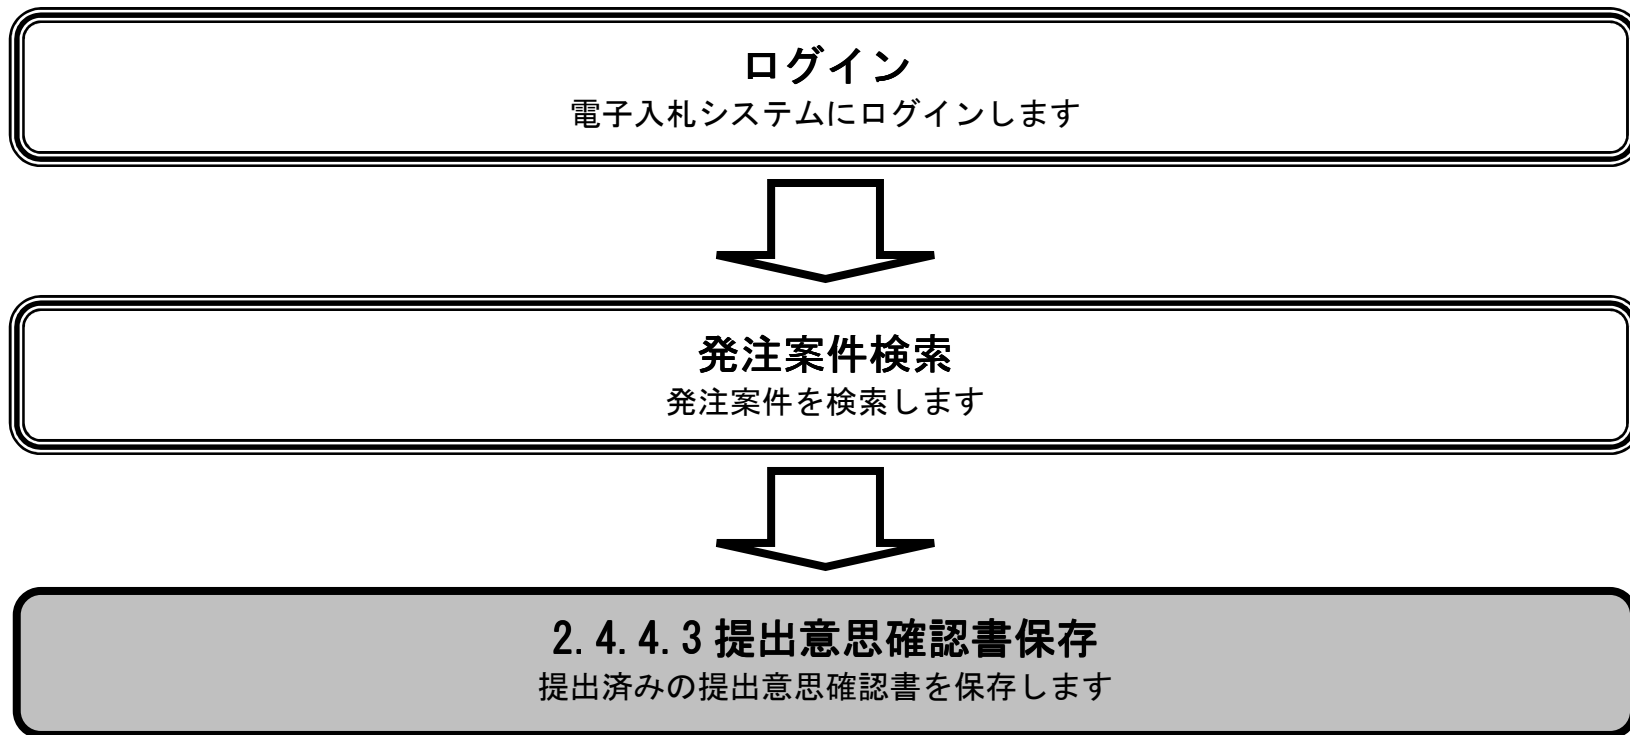 ログイン
電子入札システムにログインします
発注案件検索
発注案件を検索します
2.4.4.3 提出意思確認書保存
提出済みの提出意思確認書を保存します